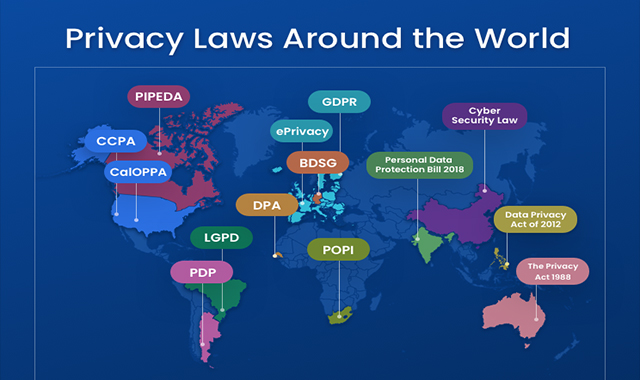 Privacy Laws Around the World
PIPEDA
GDPR
Cyber
Security Law
CCPA
ePrivacy
CalOPPA
BDSG
Personal Data
Protection Bill 2018
DPA
Data Privacy
Act of 2012
LGPD
POPI
PDP
The Privacy
Act 1988